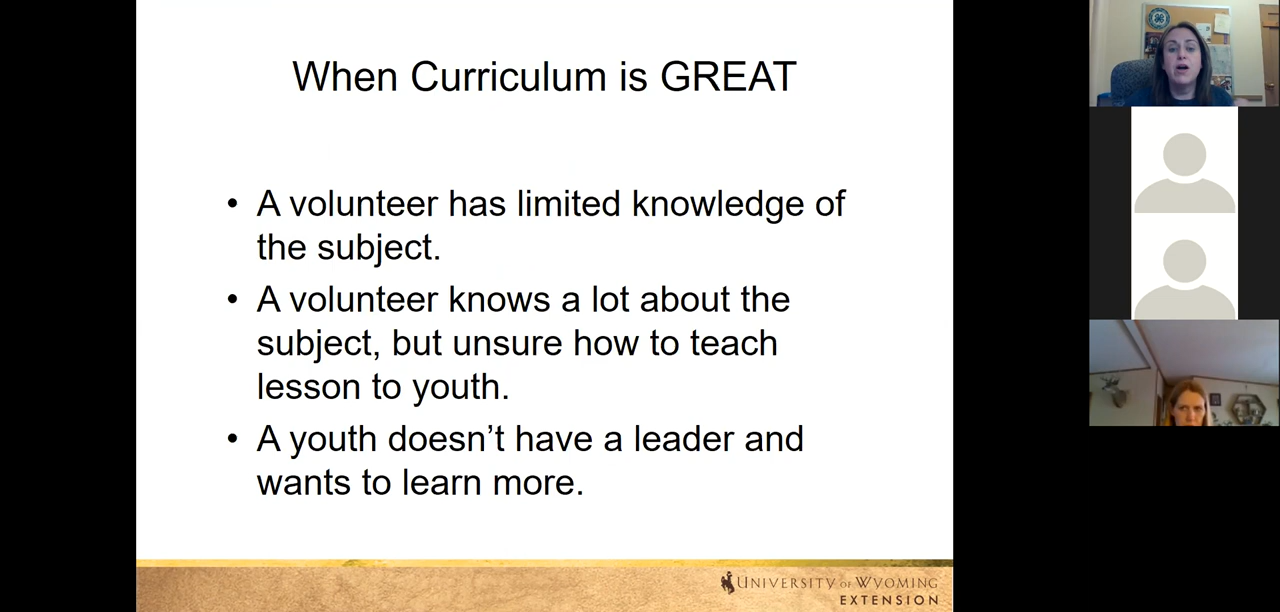 When Curriculum is GREAT
• A volunteer has limited knowledge of
the subject.
• A volunteer knows a lot about the
subject, but unsure how to teach
lesson to youth.
• A youth doesn’t have a leader and
wants to learn more.
UNIVERSITY OF WYOMING
EXTENSION